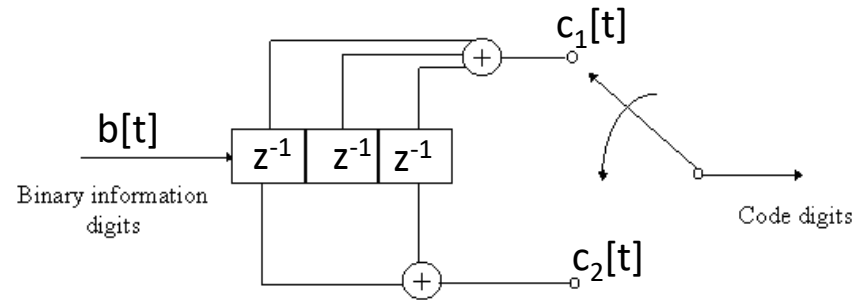 c₁[t]
+
b[t]
z⁻¹ z⁻¹ z⁻¹
Binary information
digits
Code digits
c₂[t]
+